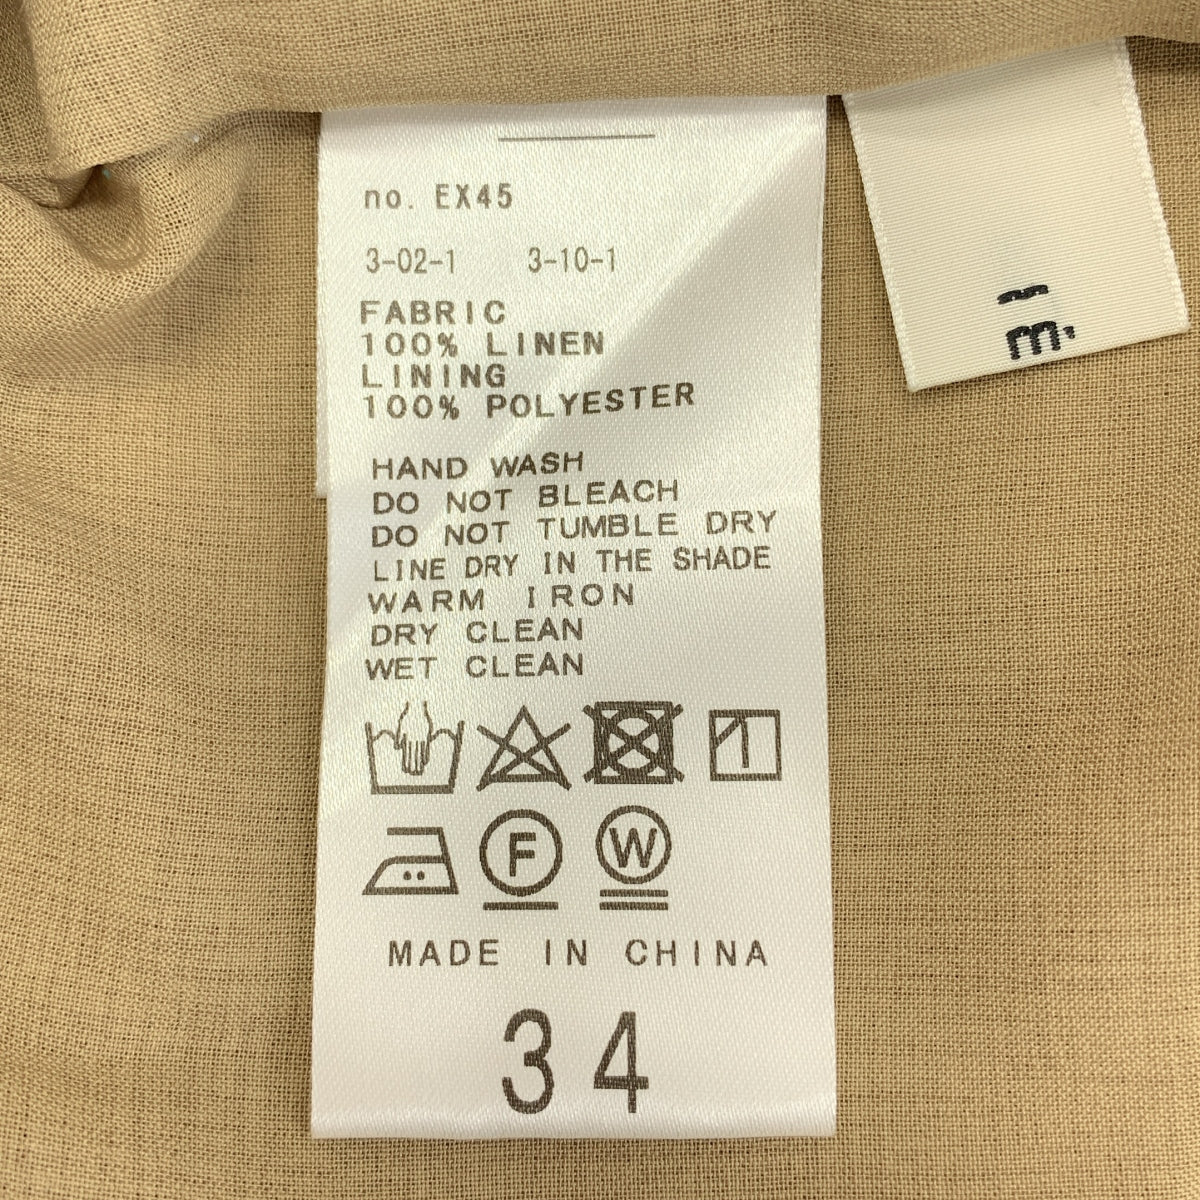 no. EX45
3-02-1 3-10-1
FABRIC
100% LINEN
LINING
100% POLYESTER
HAND WASH
DO NOT BLEACH
DO NOT TUMBLE DRY
LINE DRY IN THE SHADE
WARM IRON
DRY CLEAN
WET CLEAN
F W
MADE IN CHINA
34